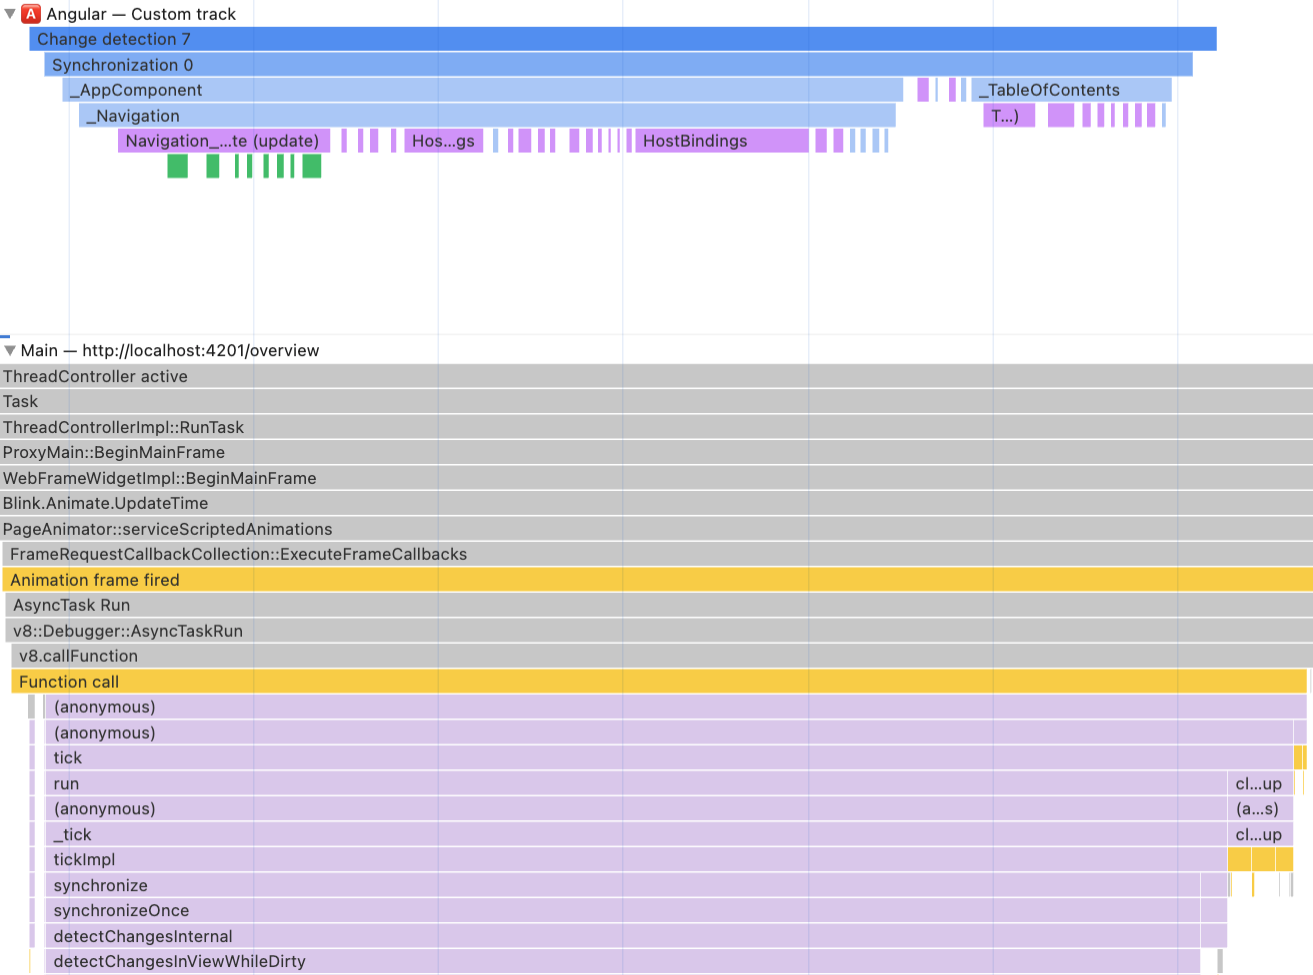 A Angular — Custom track
Change detection 7
Synchronization 0
_AppComponent _TableOfContents
_Navigation T...)
Navigation_...te (update) Hos...gs HostBindings
Main — http://localhost:4201/overview
ThreadController active
Task
ThreadControllerImpl::RunTask
ProxyMain::BeginMainFrame
WebFrameWidgetImpl::BeginMainFrame
Blink.Animate.UpdateTime
PageAnimator::serviceScriptedAnimations
FrameRequestCallbackCollection::ExecuteFrameCallbacks
Animation frame fired
AsyncTask Run
v8::Debugger::AsyncTaskRun
v8.callFunction
Function call
(anonymous)
(anonymous)
tick
run cl...up
(anonymous) (a...s)
_tick cl...up
tickImpl
synchronize
synchronizeOnce
detectChangesInternal
detectChangesInViewWhileDirty